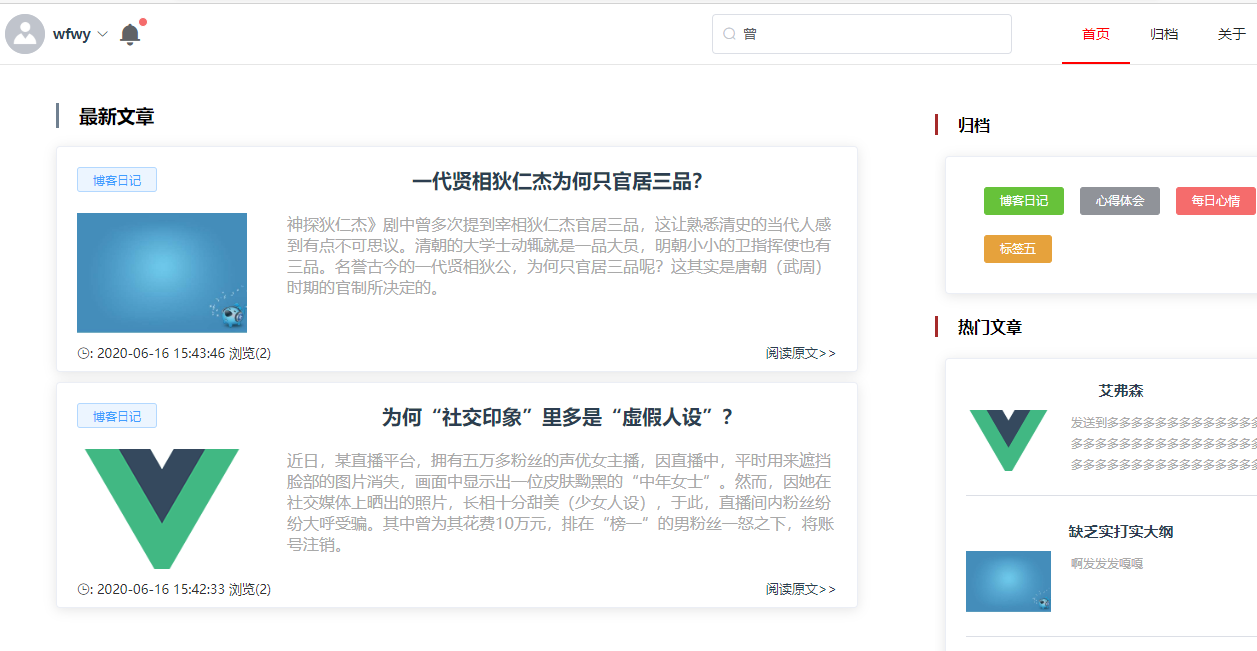 wfwy
曾
首页
归档
关于
最新文章
博客日记
一代贤相狄仁杰为何只官居三品？
神探狄仁杰》剧中曾多次提到宰相狄仁杰官居三品，这让熟悉清史的当代人感
到有点不可思议。清朝的大学士动辄就是一品大员，明朝小小的卫指挥使也有
三品。名誉古今的一代贤相狄公，为何只官居三品呢？这其实是唐朝（武周）
时期的官制所决定的。
: 2020-06-16 15:43:46 浏览(2)
阅读原文>>
博客日记
为何“社交印象”里多是“虚假人设”？
近日，某直播平台，拥有五万多粉丝的声优女主播，因直播中，平时用来遮挡
脸部的图片消失，画面中显示出一位皮肤黝黑的“中年女士”。然而，因她在
社交媒体上晒出的照片，长相十分甜美（少女人设），于此，直播间内粉丝纷
纷大呼受骗。其中曾为其花费10万元，排在“榜一”的男粉丝一怒之下，将账
号注销。
: 2020-06-16 15:42:33 浏览(2)
阅读原文>>
归档
博客日记
心得体会
每日心情
标签五
热门文章
艾弗森
发送到多多多多多多多多多多多多多
多多多多多多多多多多多多多多多多
多多多多多多多多多多多多多多多多
缺乏实打实大纲
啊发发发嘎嘎